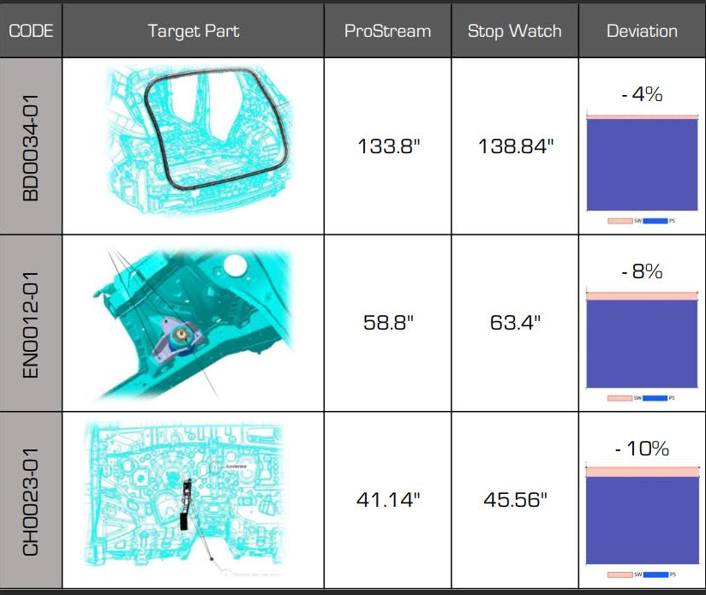 CODE Target Part ProStream Stop Watch Deviation
BD0034-01 133.8" 138.84" - 4%
SW PS
EN0012-01 58.8" 63.4" - 8%
SW PS
CH0023-01 Accelerator 41.14" 45.56" - 10%
SW PS